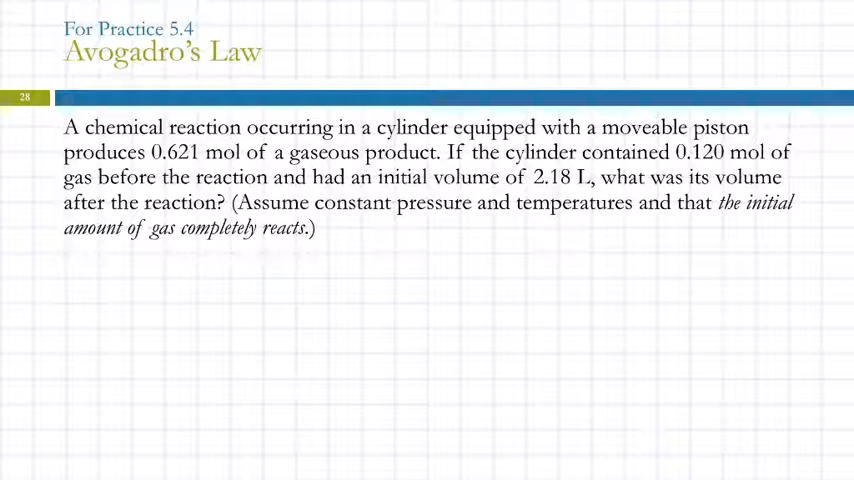 For Practice 5.4
Avogadro's Law
28
A chemical reaction occurring in a cylinder equipped with a moveable piston
produces 0.621 mol of a gaseous product. If the cylinder contained 0.120 mol of
gas before the reaction and had an initial volume of 2.18 L, what was its volume
after the reaction? (Assume constant pressure and temperatures and that the initial
amount of gas completely reacts.)